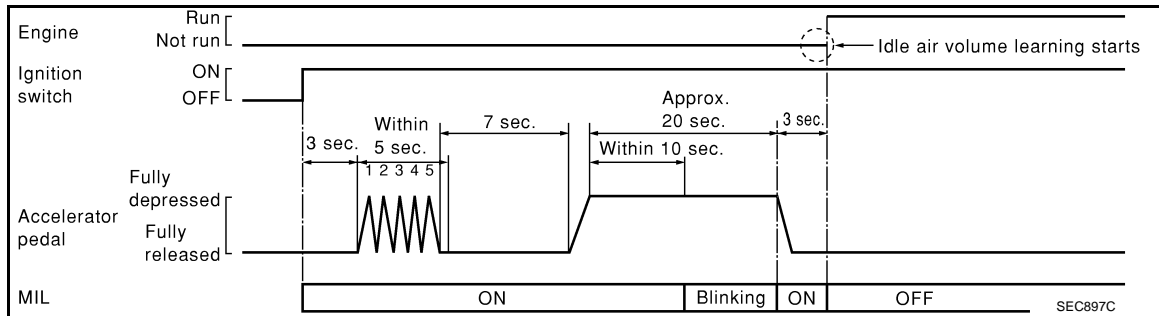 Engine
Run
Not run
Idle air volume learning starts
Ignition
switch
ON
OFF
Approx.
20 sec.
3 sec.
7 sec.
Within
5 sec.
3 sec.
Within 10 sec.
1 2 3 4 5
Accelerator
pedal
Fully
depressed
Fully
released
MIL
ON
Blinking
ON
OFF
SEC897C